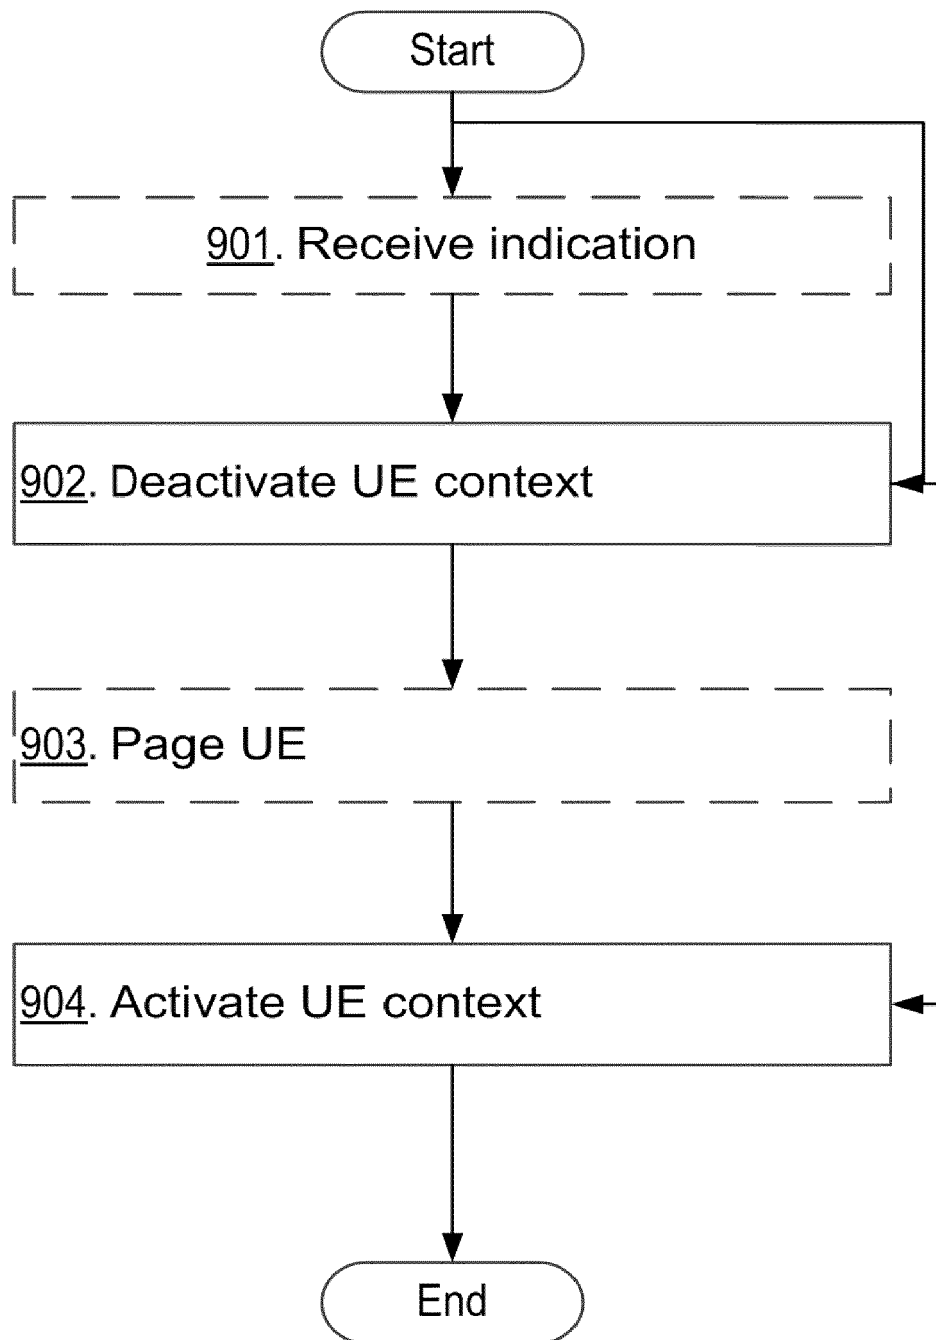 Start
901. Receive indication
902. Deactivate UE context
903. Page UE
904. Activate UE context
End